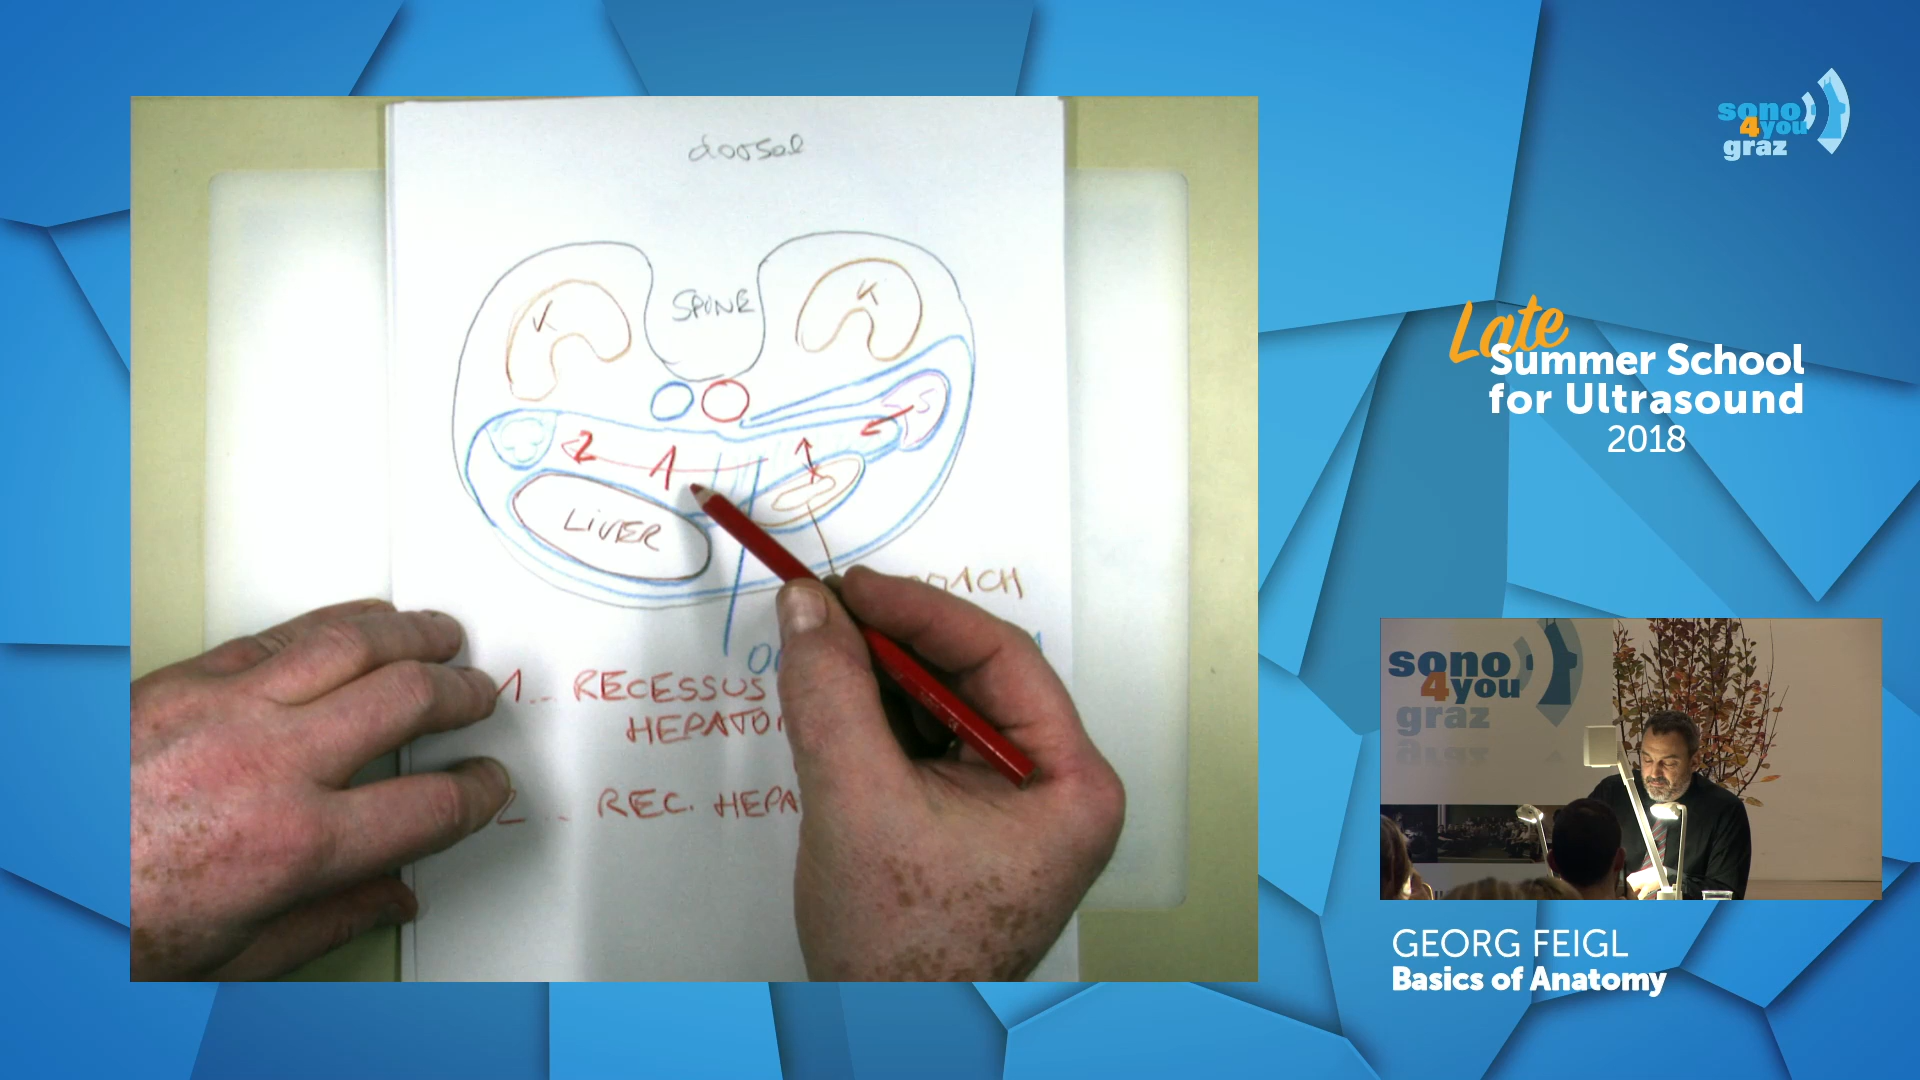 dorsal
K
SPINE
K
S
2
1
LIVER
1.. RECESSUS
HEPATO
2.. REC. HEPA
sono
4you
graz
Late
Summer School
for Ultrasound
2018
sono
4you
graz
GEORG FEIGL
Basics of Anatomy